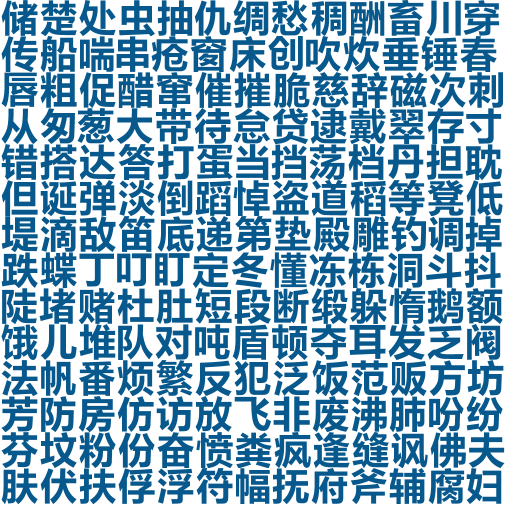 储楚处虫抽仇绸愁稠酬畜川穿
传船喘串疮窗床创吹炊垂锤春
唇粗促醋窜催摧脆慈辞磁次刺
从匆葱大带待怠贷逮戴翠存寸
错搭达答打蛋当挡荡档丹担耽
但诞弹淡倒蹈悼盗道稻等凳低
堤滴敌笛底递第垫殿雕钓调掉
跌蝶丁叮盯定冬懂冻栋洞斗抖
陡堵赌杜肚短段断缎躲惰鹅额
饿儿堆队对吨盾顿夺耳发乏阀
法帆番烦繁反犯泛饭范贩方坊
芳防房仿访放飞非废沸肺吩纷
芬坟粉份奋愤粪疯逢缝讽佛夫
肤伏扶俘浮符幅抚府斧辅腐妇